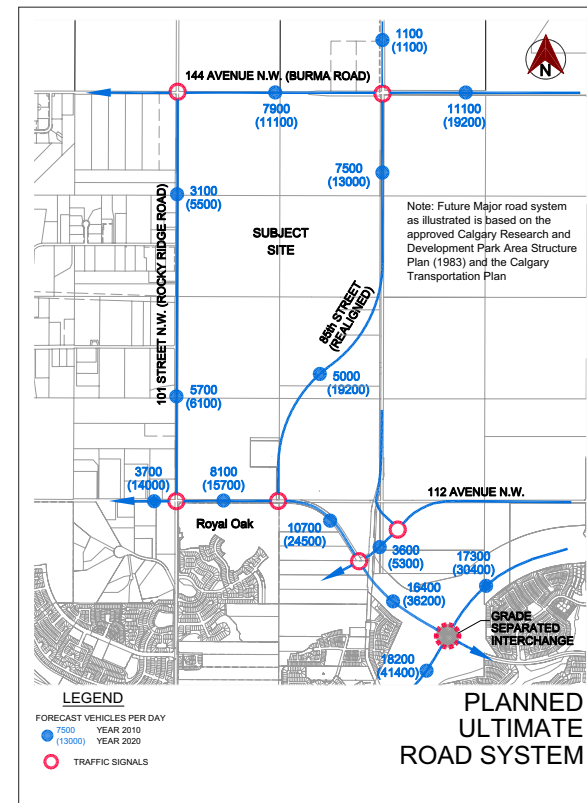 1100
(1100)
N
144 AVENUE N.W. (BURMA ROAD)
7900
(11100)
11100
(19200)
7500
(13000)
3100
(5500)
101 STREET N.W. (ROCKY RIDGE ROAD)
SUBJECT
SITE
Note: Future Major road system
as illustrated is based on the
approved Calgary Research and
Development Park Area Structure
Plan (1983) and the Calgary
Transportation Plan
85th STREET
(REALIGNED)
5000
(19200)
5700
(6100)
3700
(14000)
8100
(15700)
112 AVENUE N.W.
Royal Oak
10700
(24500)
3600
(5300)
17300
(30400)
16400
(36200)
GRADE
SEPARATED
INTERCHANGE
18200
(41400)
LEGEND
FORECAST VEHICLES PER DAY
7500 YEAR 2010
(13000) YEAR 2020
TRAFFIC SIGNALS
PLANNED
ULTIMATE
ROAD SYSTEM